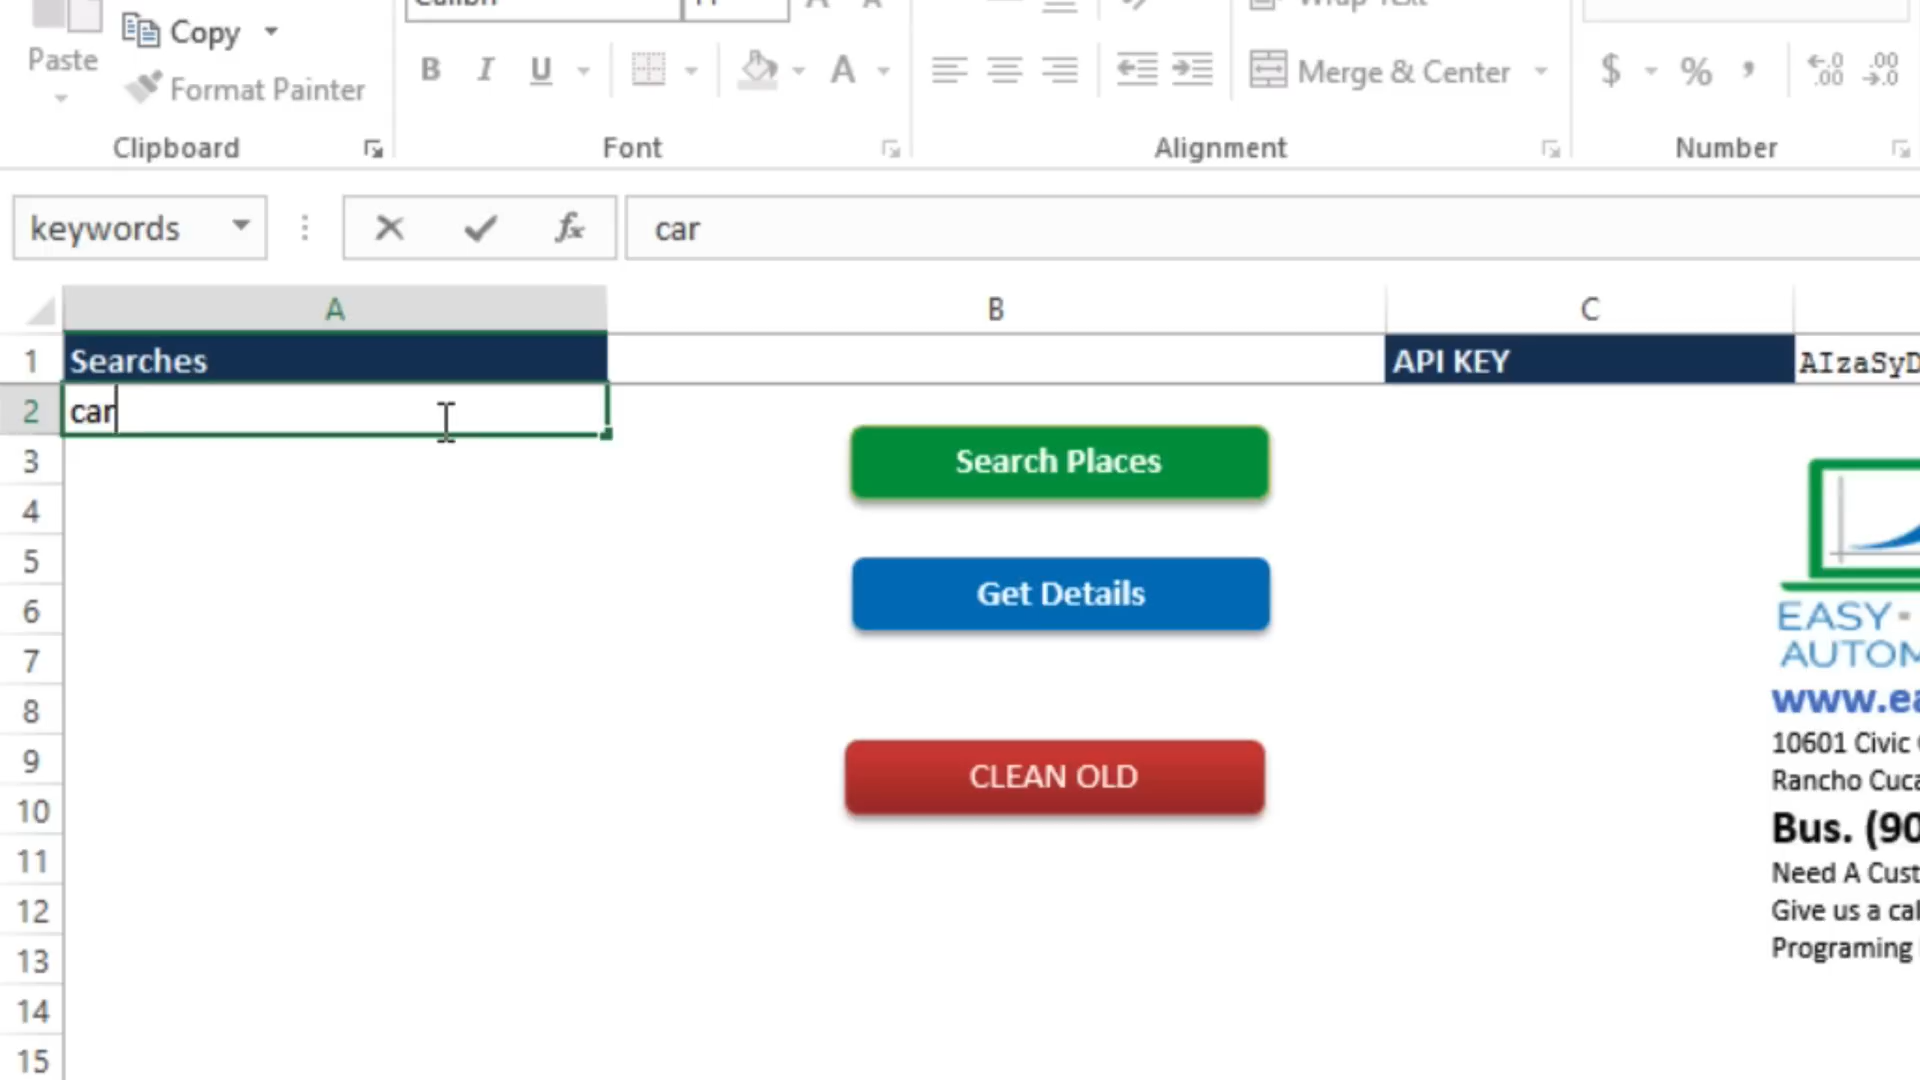 Copy
Paste
Format Painter
B I U
A
Merge & Center
$ % ,
Clipboard
Font
Alignment
Number
keywords
fx
car
A
B
C
1
Searches
API KEY
AIzaSyD
2
car
3
Search Places
4
5
Get Details
6
EASY -
7
AUTOM
8
www.ea
9
CLEAN OLD
10601 Civic
Rancho Cuca
10
Bus. (90
11
Need A Cust
12
Give us a cal
13
Programing
14
15